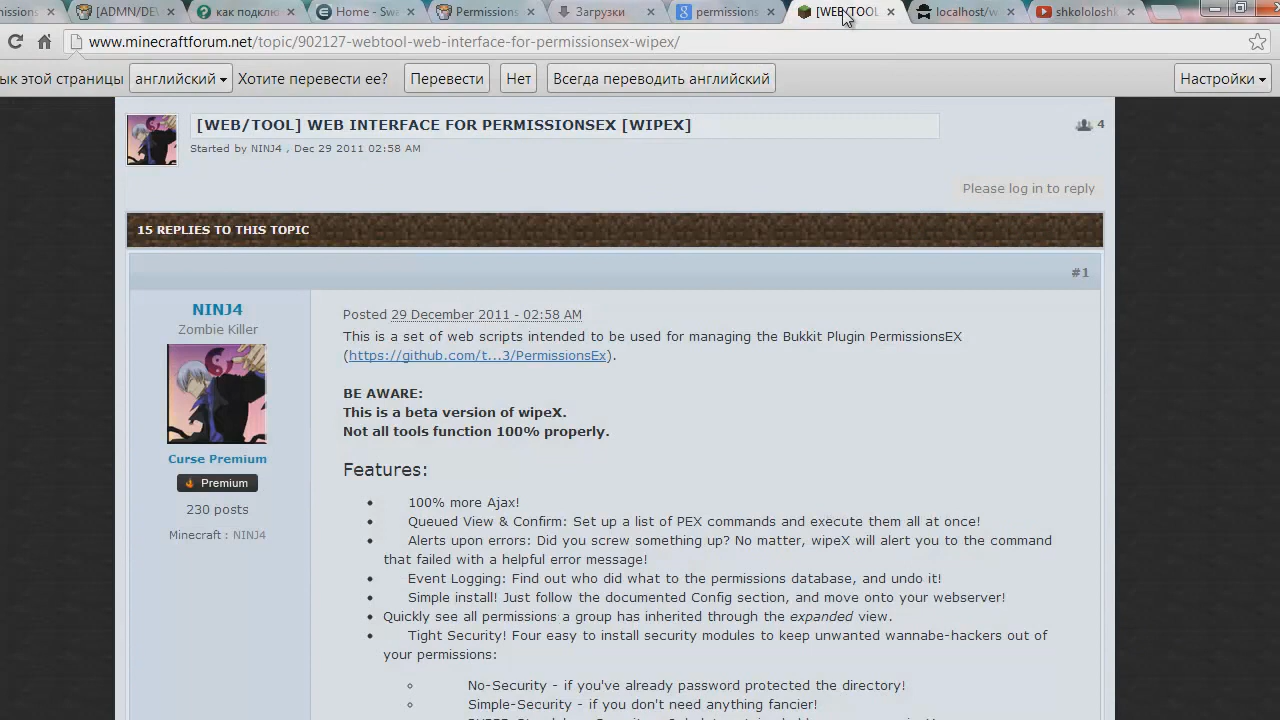 missions
[ADMN/DEV
как подклю
Home - Swe
Permissions
Загрузки
permissions
[WEB/TOOL
localhost/w
shkololoshk
www.minecraftforum.net/topic/902127-webtool-web-interface-for-permissionsex-wipex/
ык этой страницы английский Хотите перевести ее? Перевести Нет Всегда переводить английский Настройки
[WEB/TOOL] WEB INTERFACE FOR PERMISSIONSEX [WIPEX]
4
Started by NINJ4 , Dec 29 2011 02:58 AM
Please log in to reply
15 REPLIES TO THIS TOPIC
#1
NINJ4
Zombie Killer
Curse Premium
Premium
230 posts
Minecraft : NINJ4
Posted 29 December 2011 - 02:58 AM
This is a set of web scripts intended to be used for managing the Bukkit Plugin PermissionsEX
(https://github.com/t...3/PermissionsEx).
BE AWARE:
This is a beta version of wipeX.
Not all tools function 100% properly.
Features:
100% more Ajax!
Queued View & Confirm: Set up a list of PEX commands and execute them all at once!
Alerts upon errors: Did you screw something up? No matter, wipeX will alert you to the command
that failed with a helpful error message!
Event Logging: Find out who did what to the permissions database, and undo it!
Simple install! Just follow the documented Config section, and move onto your webserver!
Quickly see all permissions a group has inherited through the expanded view.
Tight Security! Four easy to install security modules to keep unwanted wannabe-hackers out of
your permissions:
No-Security - if you've already password protected the directory!
Simple-Security - if you don't need anything fancier!